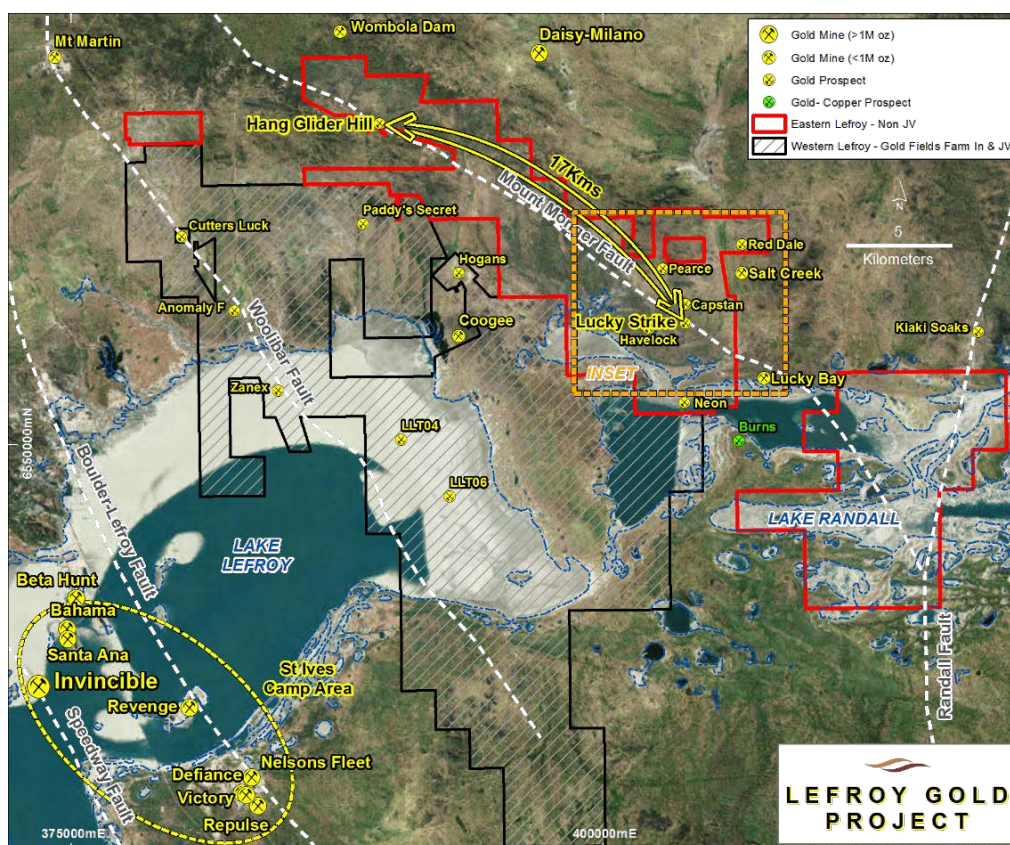 Mt Martin
Wombola Dam
Daisy-Milano
Gold Mine (>1M oz)
Gold Mine (<1M oz)
Gold Prospect
Gold- Copper Prospect
Eastern Lefroy - Non JV
Western Lefroy - Gold Fields Farm In & JV
Hang Glider Hill
17Kms
Mount Monger Fault
N
5
Kilometers
Paddy's Secret
Cutters Luck
Hogans
Red Dale
Pearce
Salt Creek
Anomaly F
Coogee
Capstan
Lucky Strike
Havelock
Kiaki Soaks
Woolibar Fault
INSET
Lucky Bay
Zanex
Neon
Burns
LLT04
6550000mN
LLT06
Boulder-Lefroy Fault
LAKE RANDALL
LAKE
LEFROY
Beta Hunt
Bahama
Santa Ana
St Ives
Camp Area
Invincible
Revenge
Randall Fault
Speedway Fault
Nelsons Fleet
Defiance
Victory
Repulse
375000mE
400000mE
LEFROY GOLD
PROJECT